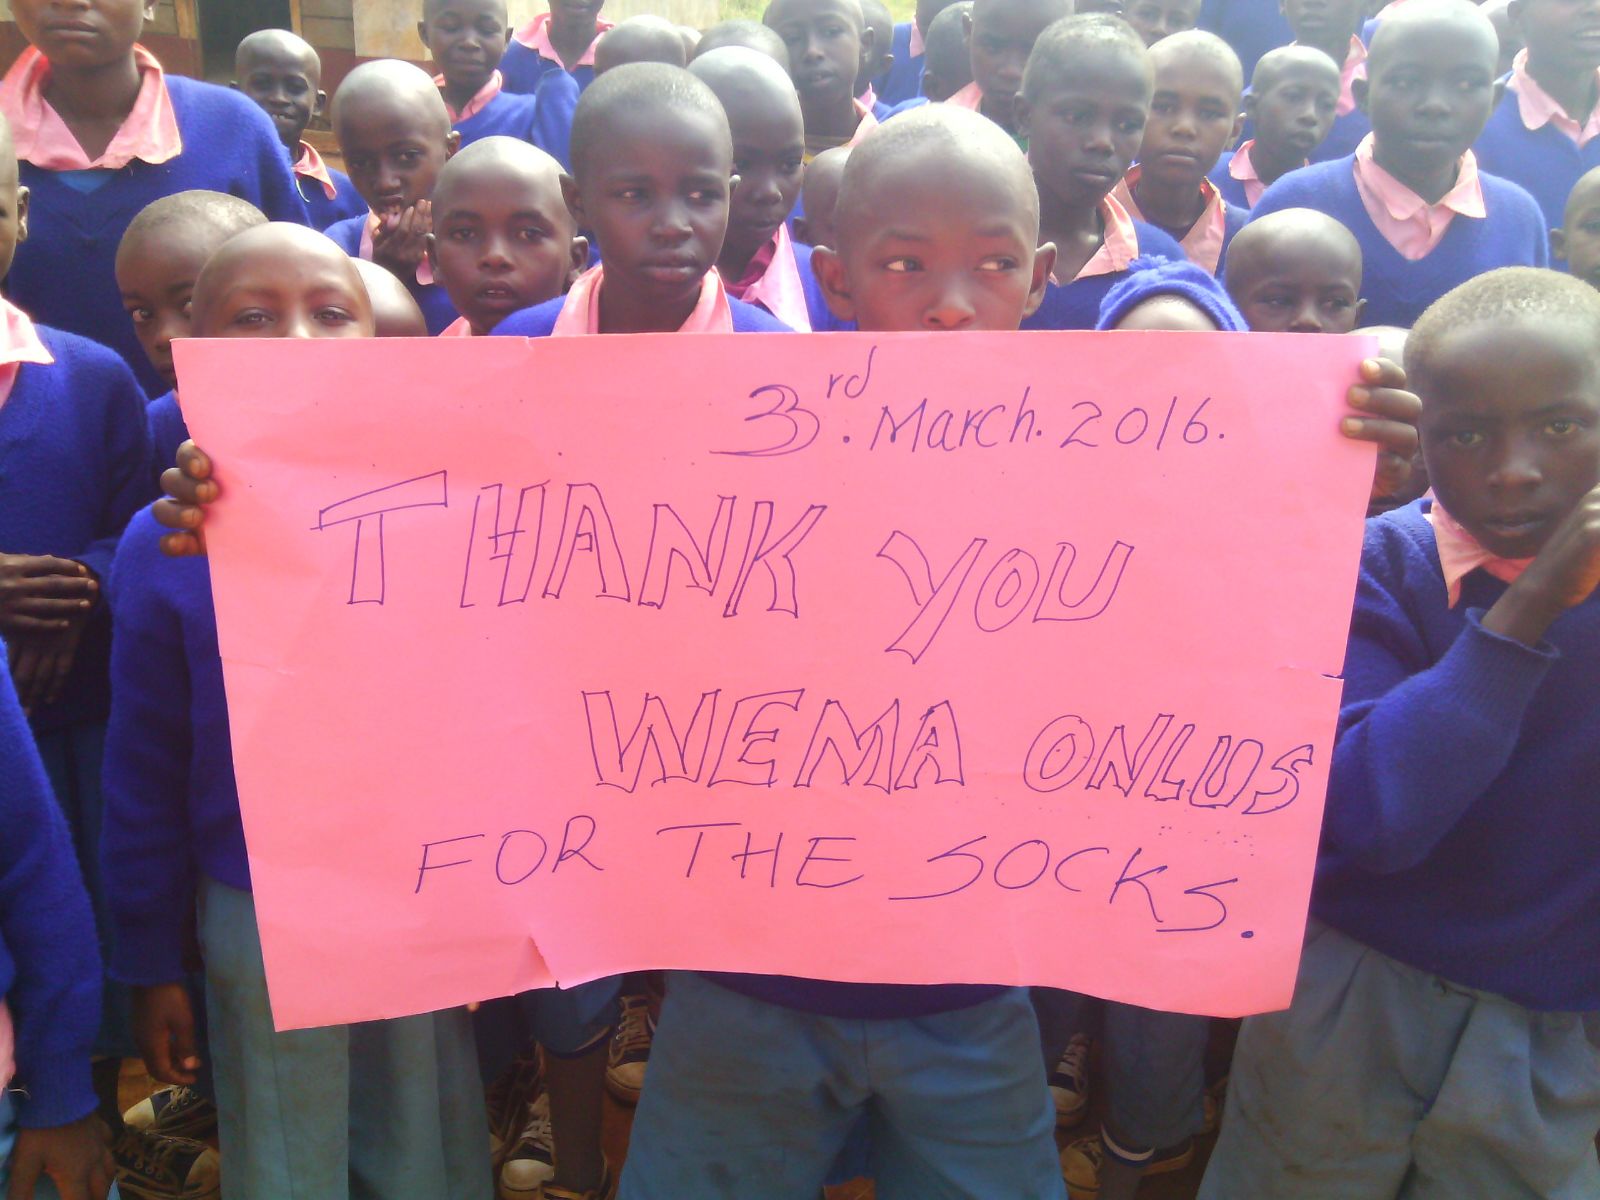 3rd. March. 2016.
THANK YOU
WEMA ONLUS
FOR THE SOCKS.